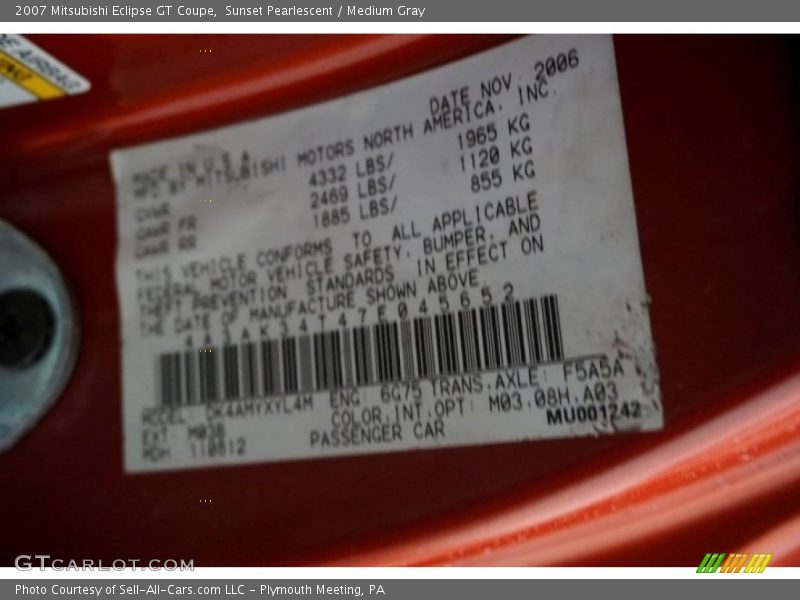 2007 Mitsubishi Eclipse GT Coupe, Sunset Pearlescent / Medium Gray
DATE NOV. 2006
MADE IN U S A
MFG BY MITSUBISHI MOTORS NORTH AMERICA, INC.
GVWR 4332 LBS/ 1965 KG
GAWR FR 2469 LBS/ 1120 KG
GAWR RR 1885 LBS/ 855 KG
THIS VEHICLE CONFORMS TO ALL APPLICABLE
FEDERAL MOTOR VEHICLE SAFETY, BUMPER, AND
THEFT PREVENTION STANDARDS IN EFFECT ON
THE DATE OF MANUFACTURE SHOWN ABOVE
4A3AK34T47E045652
MODEL: DK4AMYXYL4M ENG: 6G75 TRANS.AXLE: F5A5A
EXT: M03B COLOR.INT.OPT: M03.08H.A03
MDH 110812 PASSENGER CAR MU001242
GTCARLOT.COM
Photo Courtesy of Sell-All-Cars.com LLC - Plymouth Meeting, PA